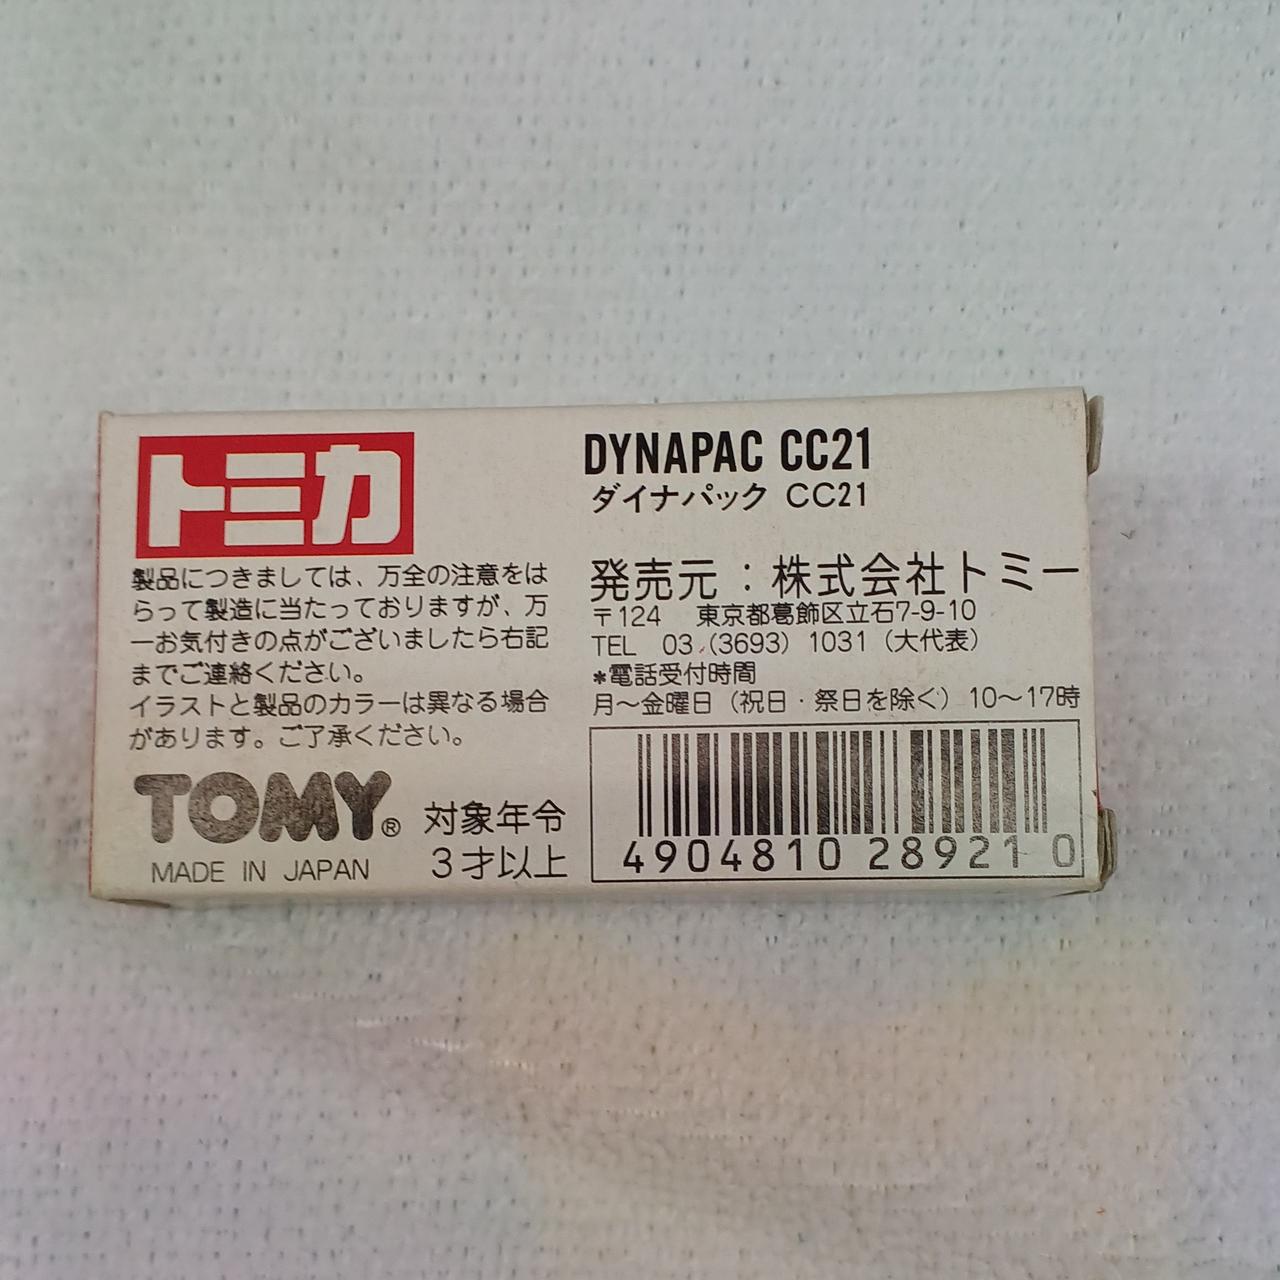 トミカ
製品につきましては、万全の注意をは
らって製造に当たっておりますが、万
一お気付きの点がございましたら右記
までご連絡ください。
イラストと製品のカラーは異なる場合
があります。ご了承ください。
TOMY®
MADE IN JAPAN
対象年令
3才以上
DYNAPAC CC21
ダイナパック CC21
発売元：株式会社トミー
〒124 東京都葛飾区立石7-9-10
TEL 03（3693）1031（大代表）
*電話受付時間
月〜金曜日（祝日・祭日を除く）10〜17時
4904810 289210